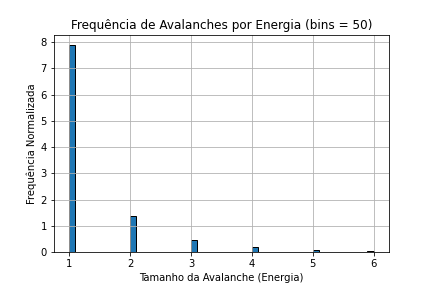 Frequência de Avalanches por Energia (bins = 50)
8
7
6
5
4
3
2
1
0
Frequência Normalizada
1 2 3 4 5 6
Tamanho da Avalanche (Energia)